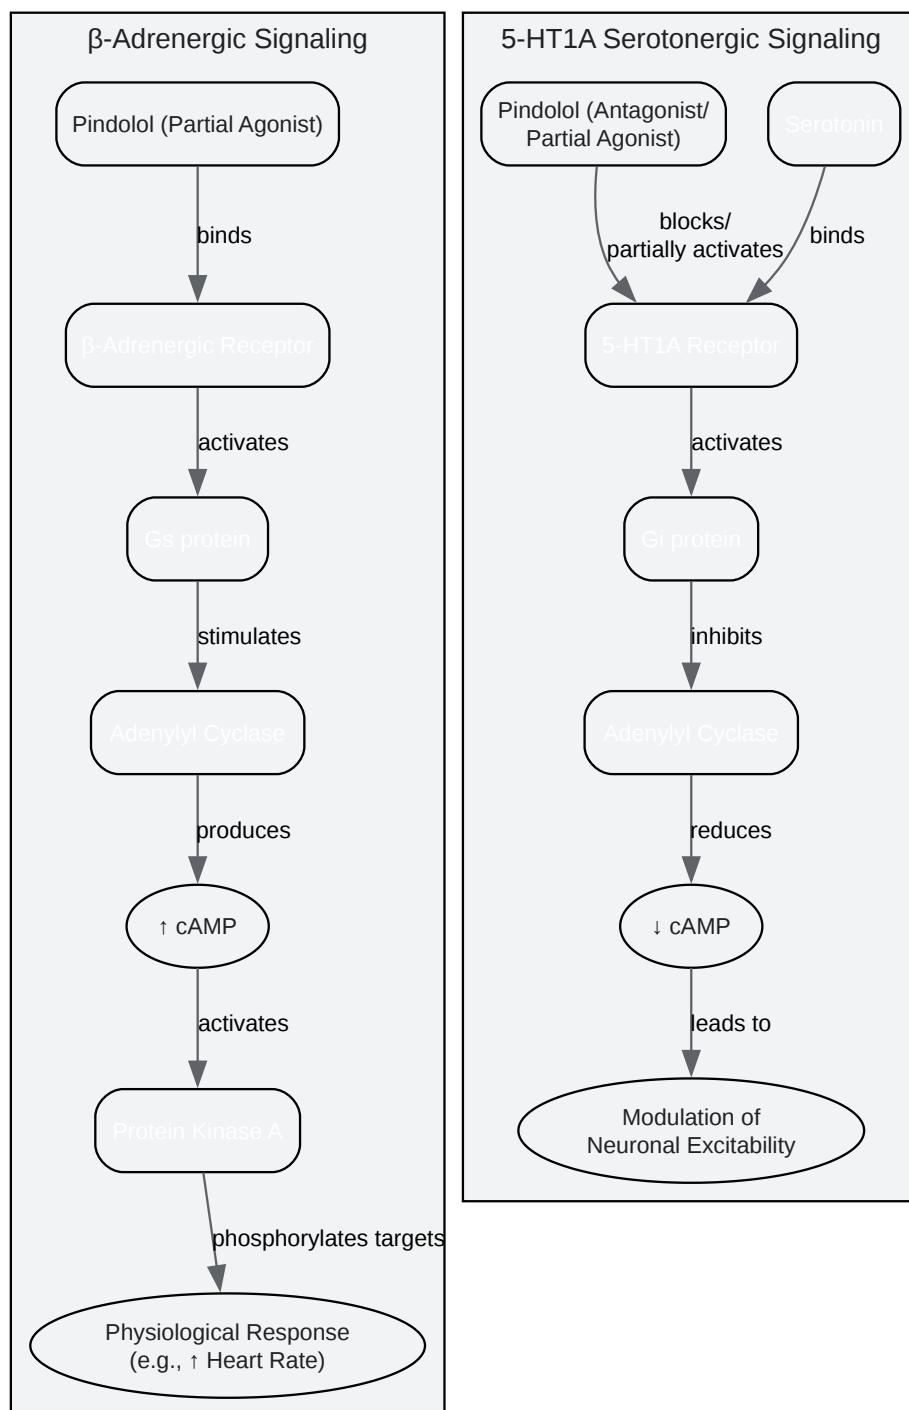 β-Adrenergic Signaling
Pindolol (Partial Agonist)
binds
β-Adrenergic Receptor
activates
Gs protein
stimulates
Adenylyl Cyclase
produces
↑ cAMP
activates
Protein Kinase A
phosphorylates targets
Physiological Response
(e.g., ↑ Heart Rate)
5-HT1A Serotonergic Signaling
Pindolol (Antagonist/
Partial Agonist)
Serotonin
blocks/
partially activates
binds
5-HT1A Receptor
activates
Gi protein
inhibits
Adenylyl Cyclase
reduces
↓ cAMP
leads to
Modulation of
Neuronal Excitability